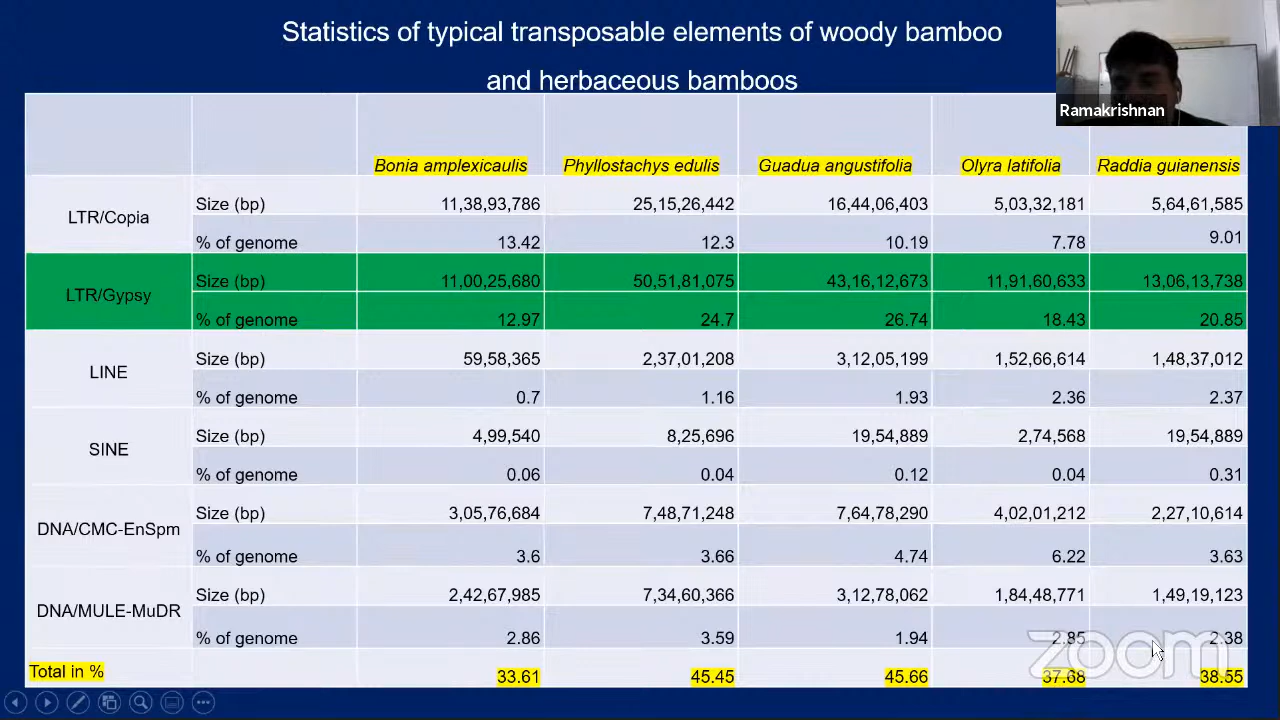 Statistics of typical transposable elements of woody bamboo
and herbaceous bamboos
Ramakrishnan
Bonia amplexicaulis Phyllostachys edulis Guadua angustifolia Olyra latifolia Raddia guianensis
LTR/Copia
Size (bp) 11,38,93,786 25,15,26,442 16,44,06,403 5,03,32,181 5,64,61,585
% of genome 13.42 12.3 10.19 7.78 9.01
LTR/Gypsy
Size (bp) 11,00,25,680 50,51,81,075 43,16,12,673 11,91,60,633 13,06,13,738
% of genome 12.97 24.7 26.74 18.43 20.85
LINE
Size (bp) 59,58,365 2,37,01,208 3,12,05,199 1,52,66,614 1,48,37,012
% of genome 0.7 1.16 1.93 2.36 2.37
SINE
Size (bp) 4,99,540 8,25,696 19,54,889 2,74,568 19,54,889
% of genome 0.06 0.04 0.12 0.04 0.31
DNA/CMC-EnSpm
Size (bp) 3,05,76,684 7,48,71,248 7,64,78,290 4,02,01,212 2,27,10,614
% of genome 3.6 3.66 4.74 6.22 3.63
DNA/MULE-MuDR
Size (bp) 2,42,67,985 7,34,60,366 3,12,78,062 1,84,48,771 1,49,19,123
% of genome 2.86 3.59 1.94 2.85 2.38
Total in % 33.61 45.45 45.66 37.68 38.55
zoom